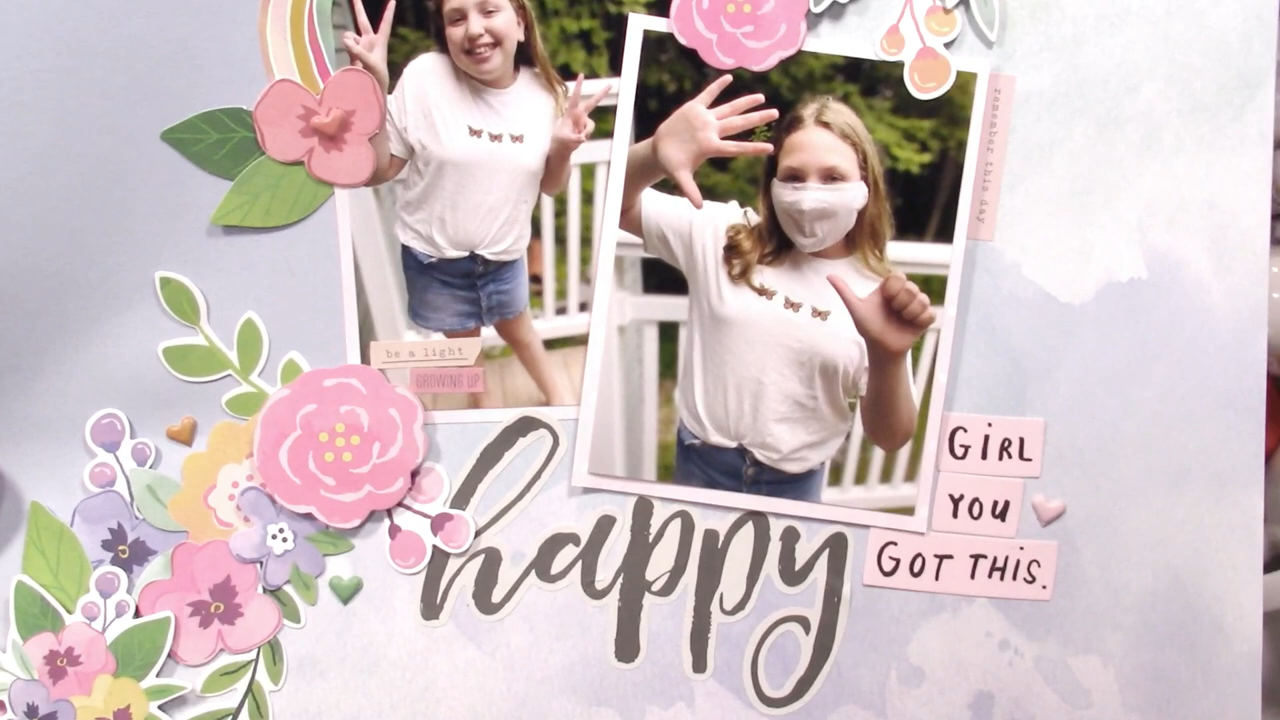 remember this day
be a light
GROWING UP
GiRL
YOU
GOT THiS.
happy